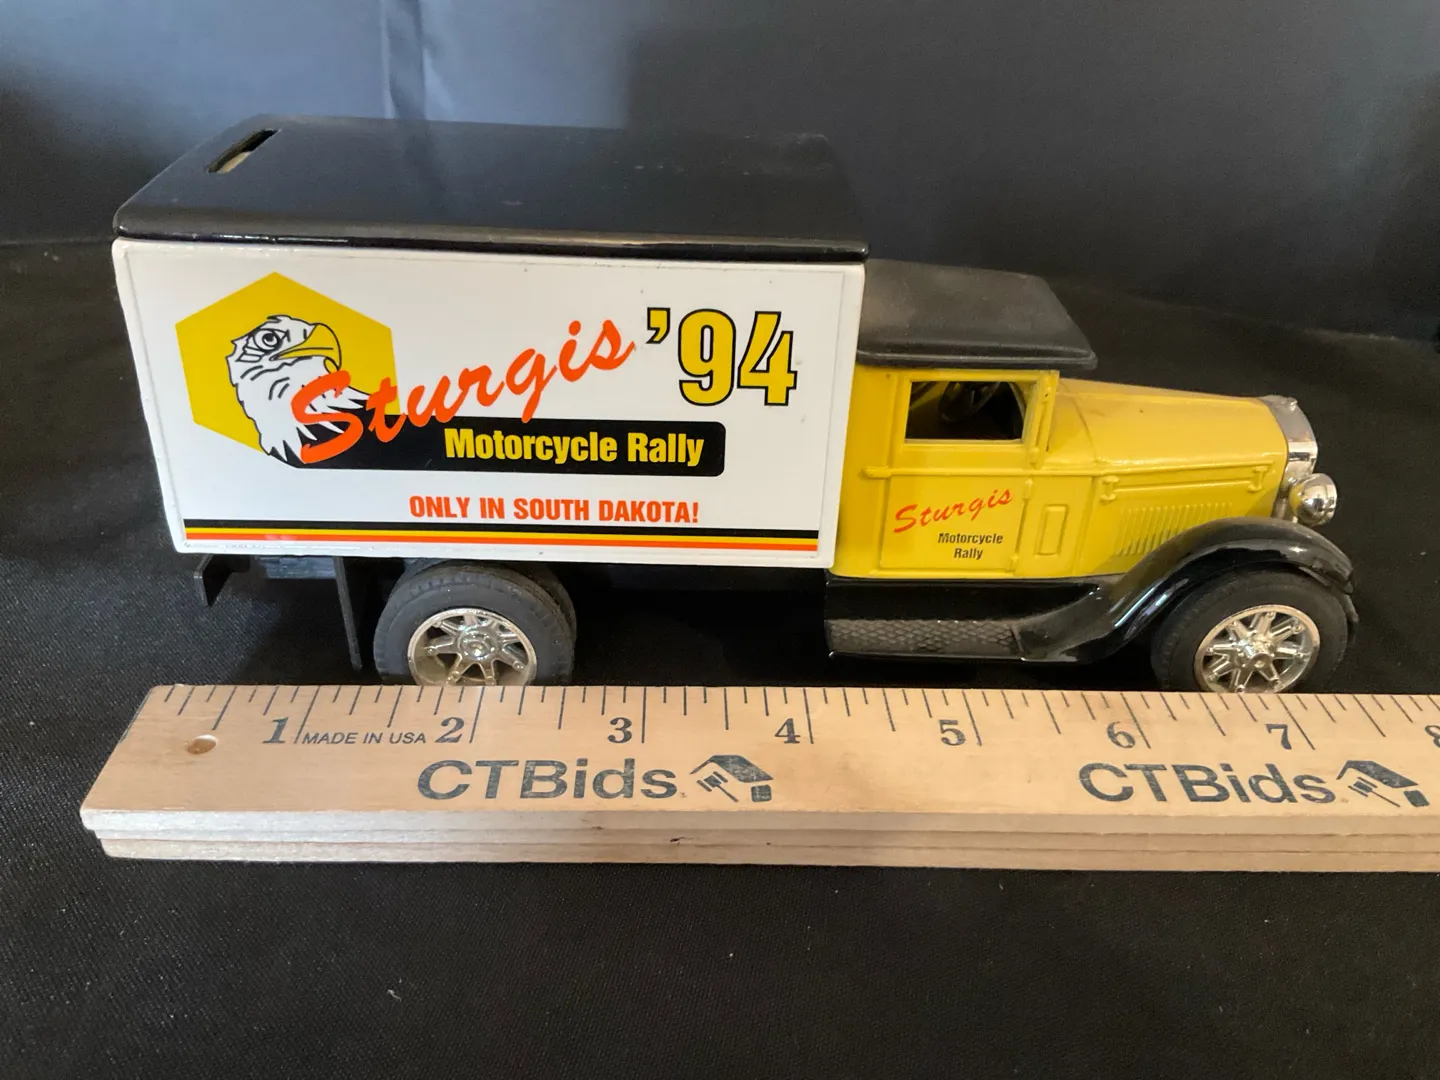 Sturgis '94
Motorcycle Rally
ONLY IN SOUTH DAKOTA!
Sturgis
Motorcycle
Rally
1 MADE IN USA 2 3 4 5 6 7 8
CTBids CTBids